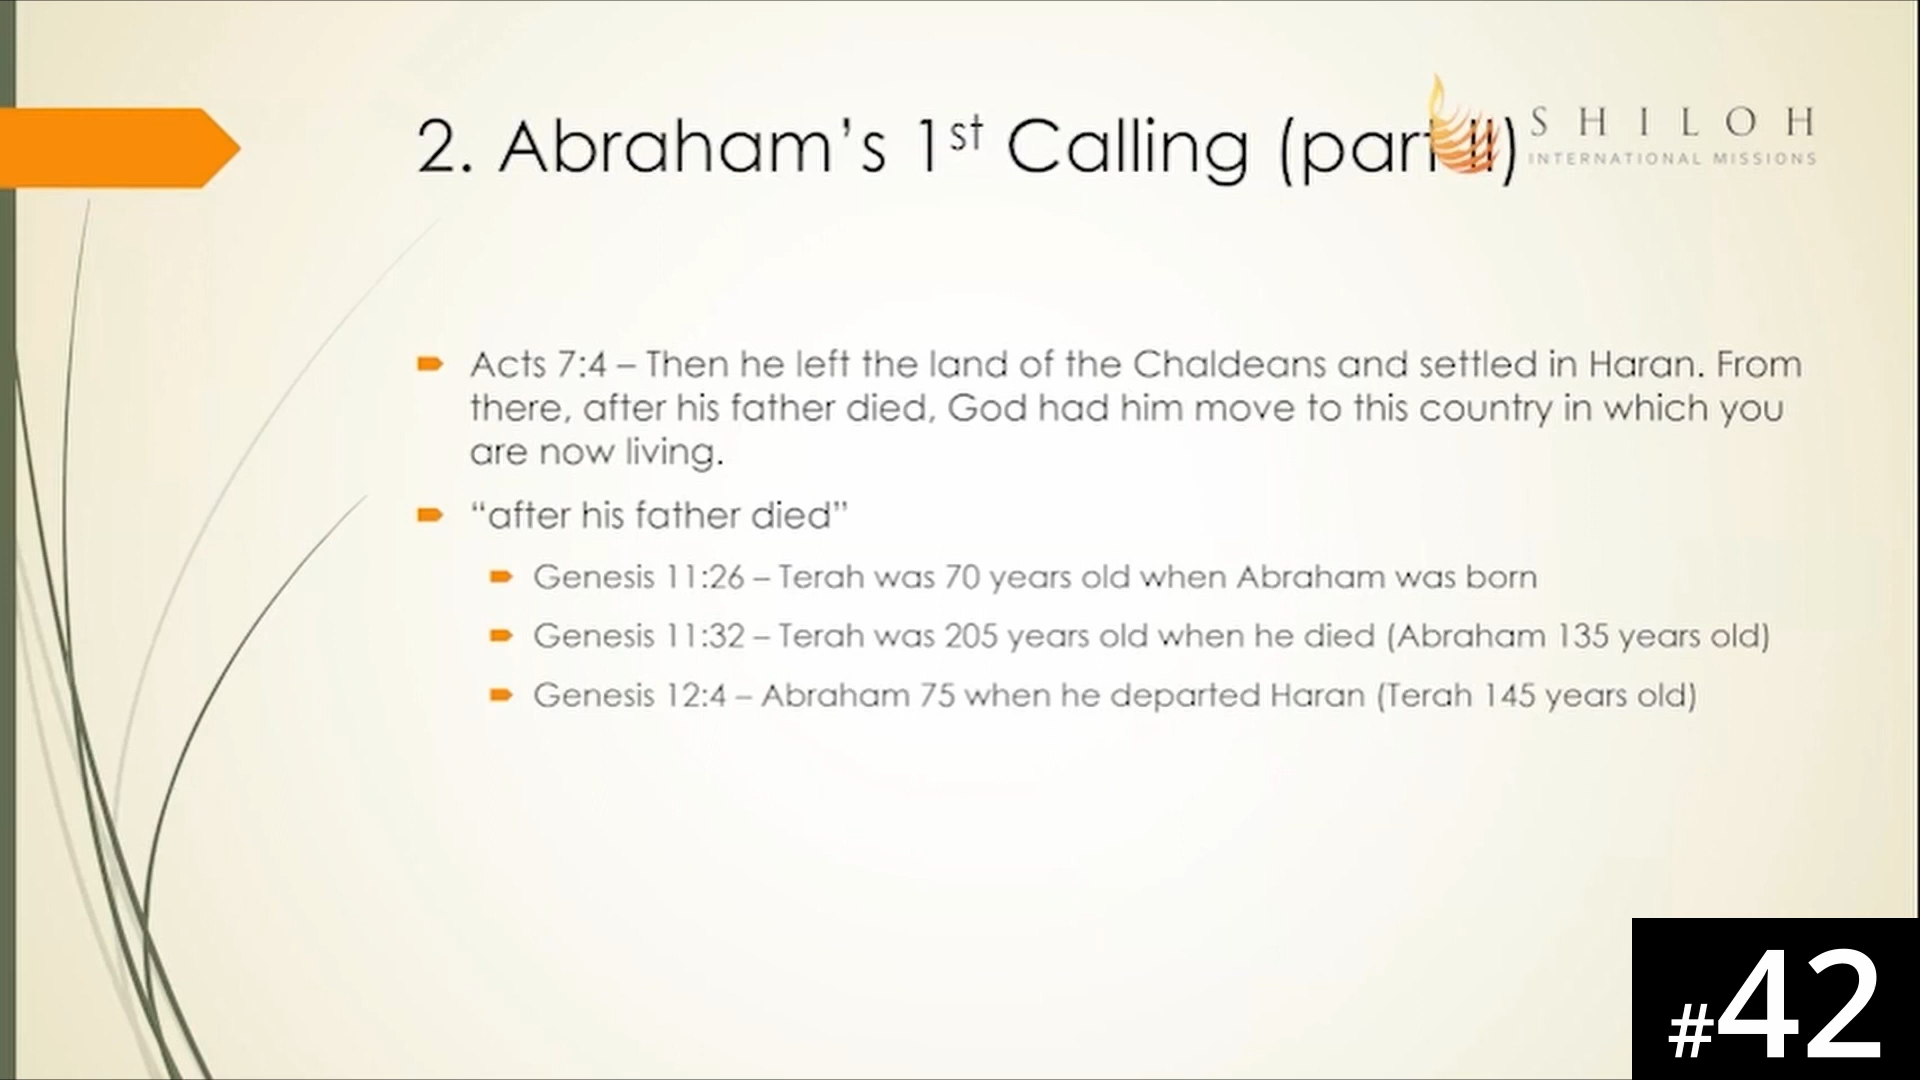 2. Abraham’s 1st Calling (part II)
SHILOH
INTERNATIONAL MISSIONS
Acts 7:4 – Then he left the land of the Chaldeans and settled in Haran. From
there, after his father died, God had him move to this country in which you
are now living.
“after his father died”
Genesis 11:26 – Terah was 70 years old when Abraham was born
Genesis 11:32 – Terah was 205 years old when he died (Abraham 135 years old)
Genesis 12:4 – Abraham 75 when he departed Haran (Terah 145 years old)
#42